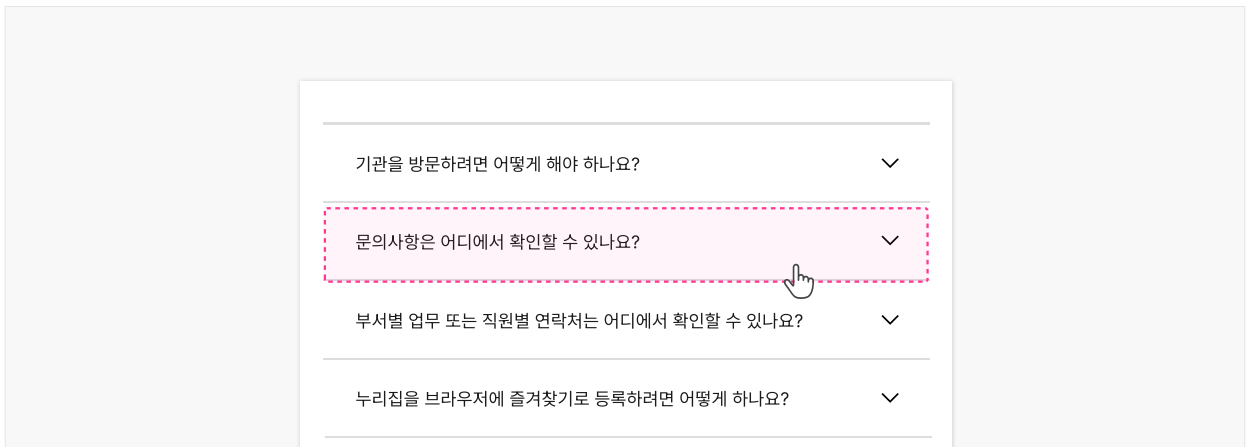 기관을 방문하려면 어떻게 해야 하나요?
문의사항은 어디에서 확인할 수 있나요?
부서별 업무 또는 직원별 연락처는 어디에서 확인할 수 있나요?
누리집을 브라우저에 즐겨찾기로 등록하려면 어떻게 하나요?